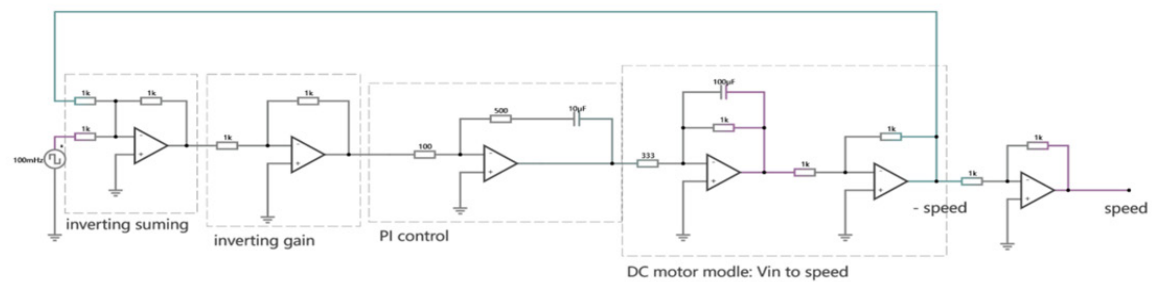 100µF
1k
1k
1k
500
10µF
1k
1k
1k
1k
1k
100
333
1k
100mHz
1k
- speed
speed
inverting suming
inverting gain
PI control
DC motor modle: Vin to speed